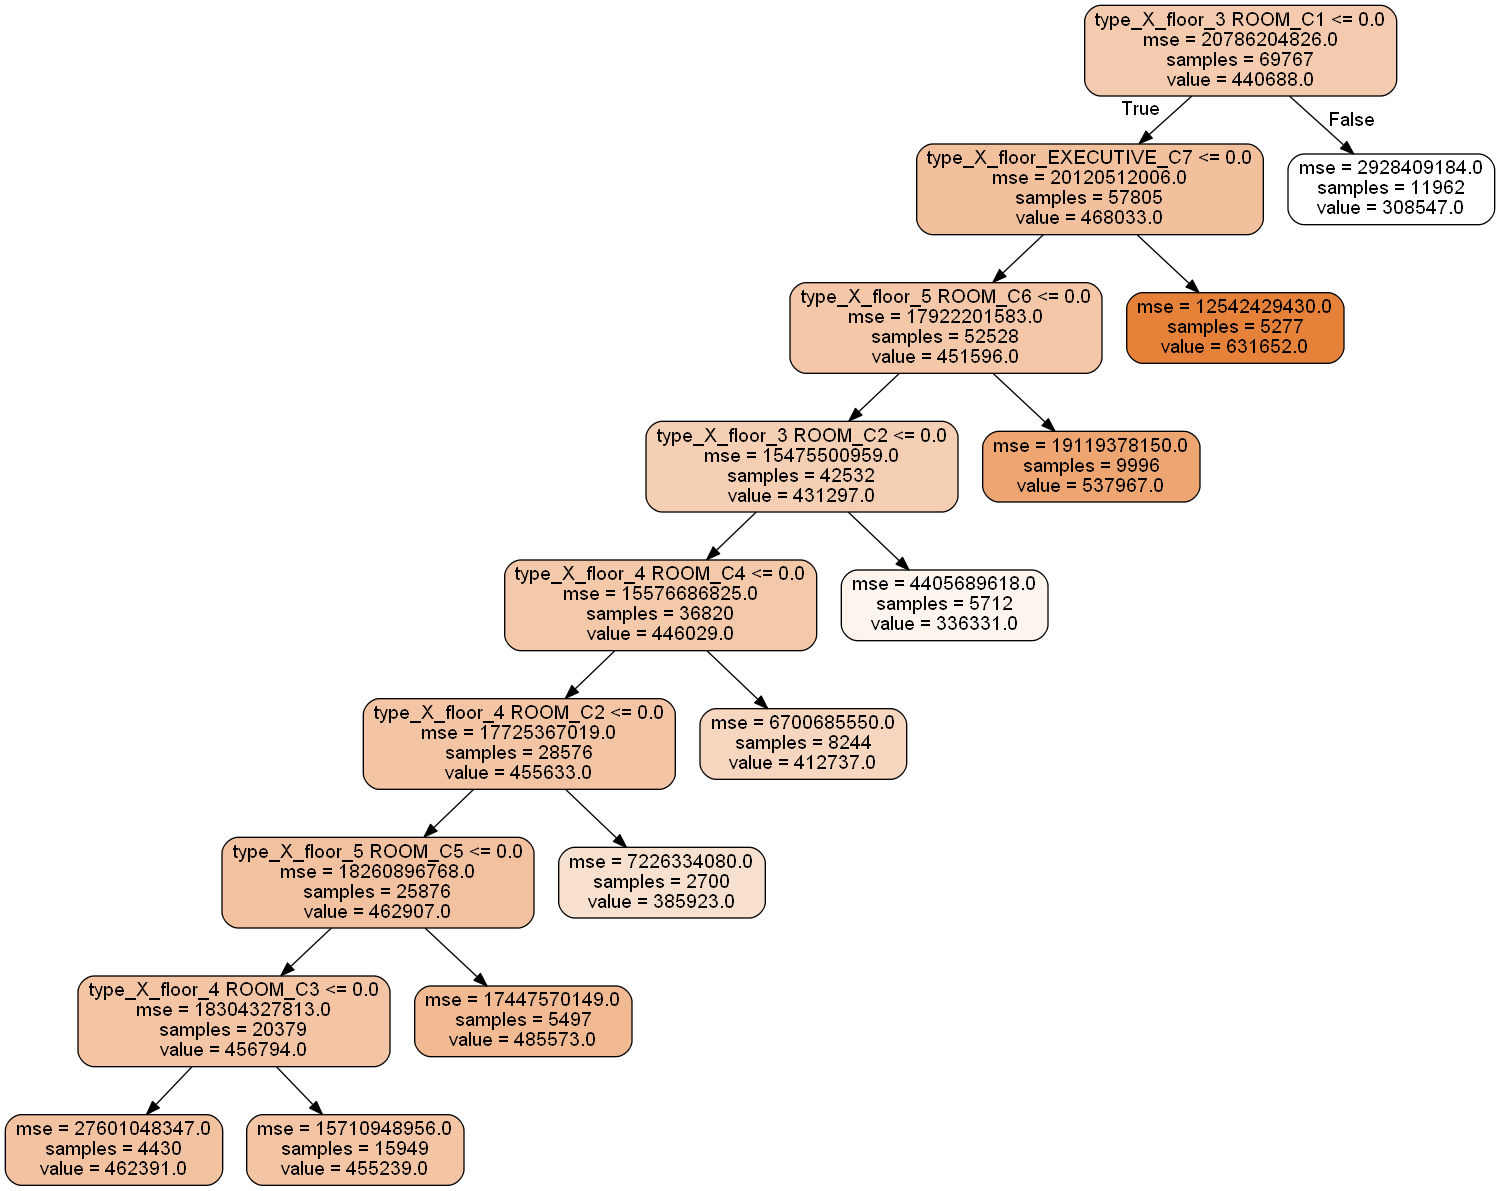 type_X_floor_3 ROOM_C1 <= 0.0
mse = 20786204826.0
samples = 69767
value = 440688.0
True
False
type_X_floor_EXECUTIVE_C7 <= 0.0
mse = 20120512006.0
samples = 57805
value = 468033.0
mse = 2928409184.0
samples = 11962
value = 308547.0
type_X_floor_5 ROOM_C6 <= 0.0
mse = 17922201583.0
samples = 52528
value = 451596.0
mse = 12542429430.0
samples = 5277
value = 631652.0
type_X_floor_3 ROOM_C2 <= 0.0
mse = 15475500959.0
samples = 42532
value = 431297.0
mse = 19119378150.0
samples = 9996
value = 537967.0
type_X_floor_4 ROOM_C4 <= 0.0
mse = 15576686825.0
samples = 36820
value = 446029.0
mse = 4405689618.0
samples = 5712
value = 336331.0
type_X_floor_4 ROOM_C2 <= 0.0
mse = 17725367019.0
samples = 28576
value = 455633.0
mse = 6700685550.0
samples = 8244
value = 412737.0
type_X_floor_5 ROOM_C5 <= 0.0
mse = 18260896768.0
samples = 25876
value = 462907.0
mse = 7226334080.0
samples = 2700
value = 385923.0
type_X_floor_4 ROOM_C3 <= 0.0
mse = 18304327813.0
samples = 20379
value = 456794.0
mse = 17447570149.0
samples = 5497
value = 485573.0
mse = 27601048347.0
samples = 4430
value = 462391.0
mse = 15710948956.0
samples = 15949
value = 455239.0